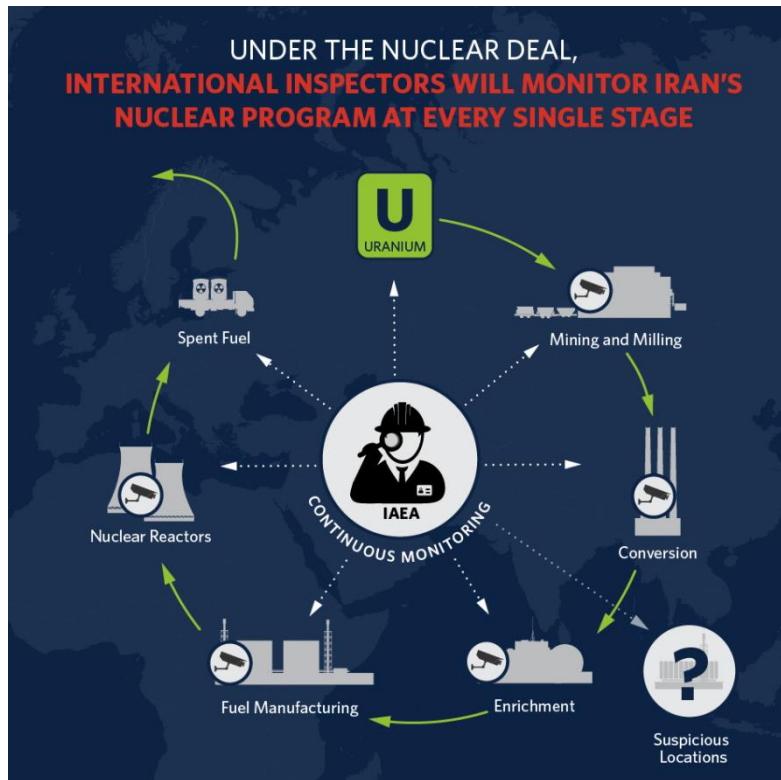 UNDER THE NUCLEAR DEAL,
INTERNATIONAL INSPECTORS WILL MONITOR IRAN'S
NUCLEAR PROGRAM AT EVERY SINGLE STAGE
U
URANIUM
Mining and Milling
Conversion
Suspicious
Locations
?
Enrichment
Fuel Manufacturing
Nuclear Reactors
Spent Fuel
IAEA
CONTINUOUS MONITORING